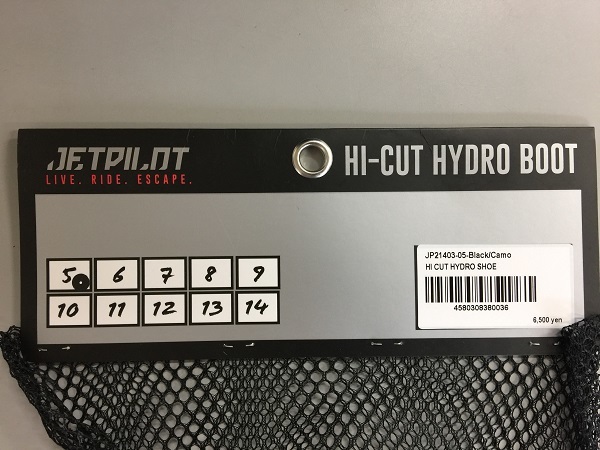 JETPILOT
LIVE. RIDE. ESCAPE.
HI-CUT HYDRO BOOT
5 6 7 8 9
10 11 12 13 14
JP21403-05-Black/Camo
HI CUT HYDRO SHOE
4580308380036
6,500 yen